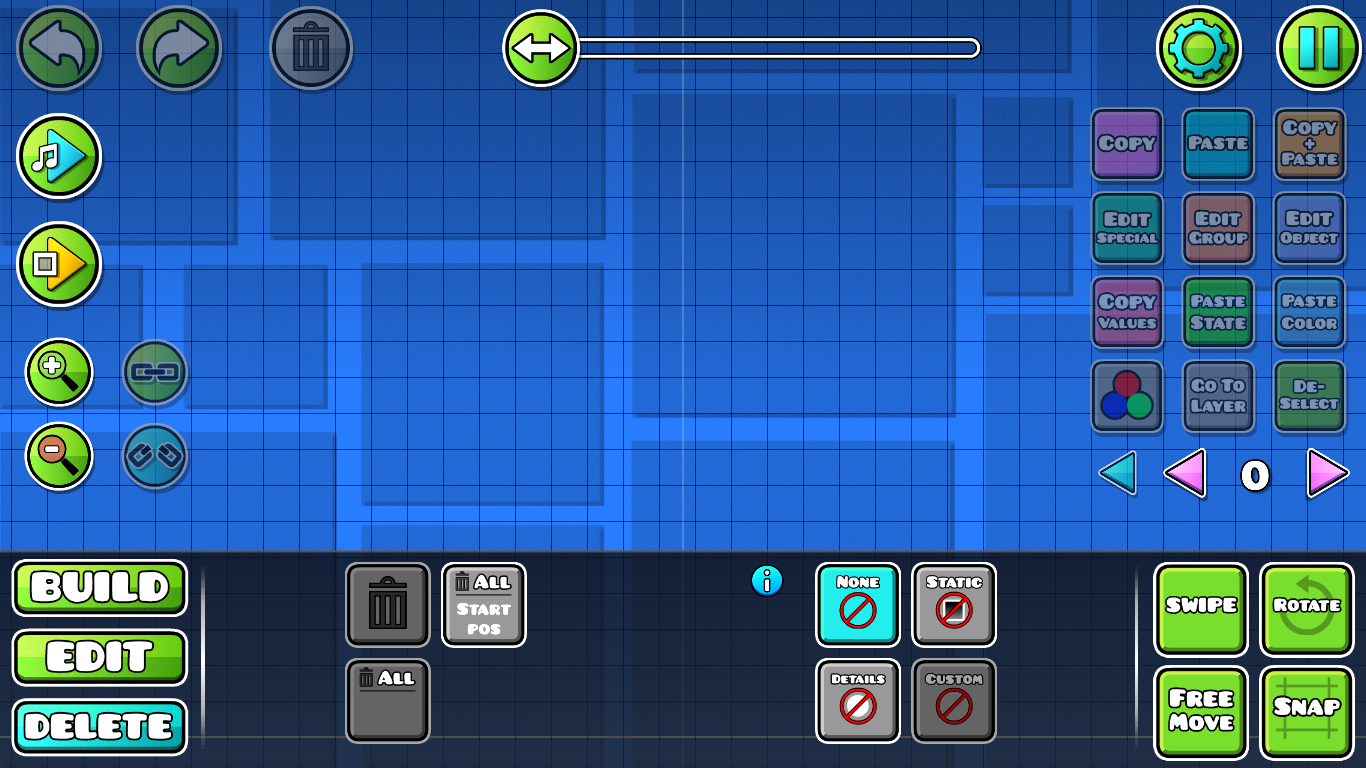 COPY
PASTE
COPY
+
PASTE
EDIT
SPECIAL
EDIT
GROUP
EDIT
OBJECT
COPY
VALUES
PASTE
STATE
PASTE
COLOR
GO TO
LAYER
DE-
SELECT
0
BUILD
EDIT
DELETE
ALL
START
POS
ALL
i
NONE
STATIC
DETAILS
CUSTOM
SWIPE
ROTATE
FREE
MOVE
SNAP